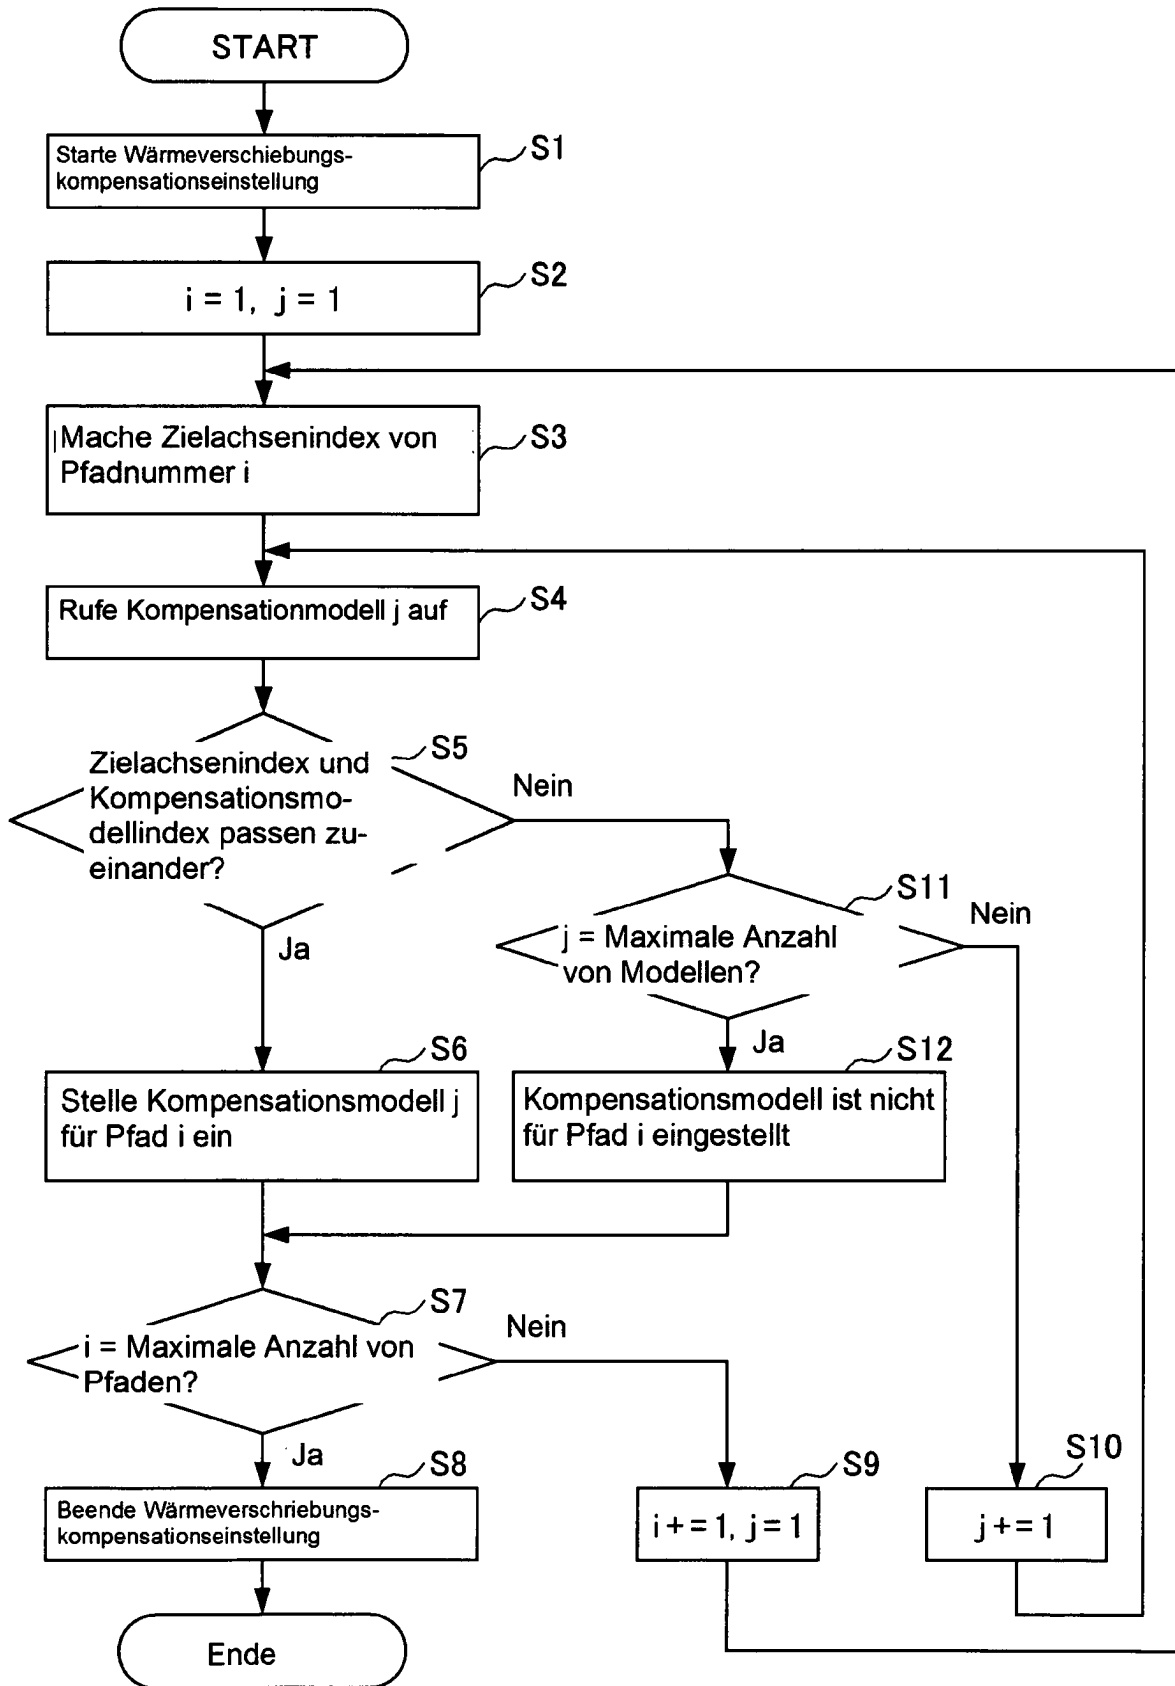 START
Starte Wärmeverschiebungs-
kompensationseinstellung
S1
i = 1, j = 1
S2
Mache Zielachsenindex von
Pfadnummer i
S3
Rufe Kompensationmodell j auf
S4
Zielachsenindex und
Kompensationsmo-
dellindex passen zu-
einander?
S5
Nein
Ja
j = Maximale Anzahl
von Modellen?
S11
Nein
Ja
Stelle Kompensationsmodell j
für Pfad i ein
S6
Kompensationsmodell ist nicht
für Pfad i eingestellt
S12
i = Maximale Anzahl von
Pfaden?
S7
Nein
Ja
Beende Wärmeverschriebungs-
kompensationseinstellung
S8
i += 1, j = 1
S9
j += 1
S10
Ende